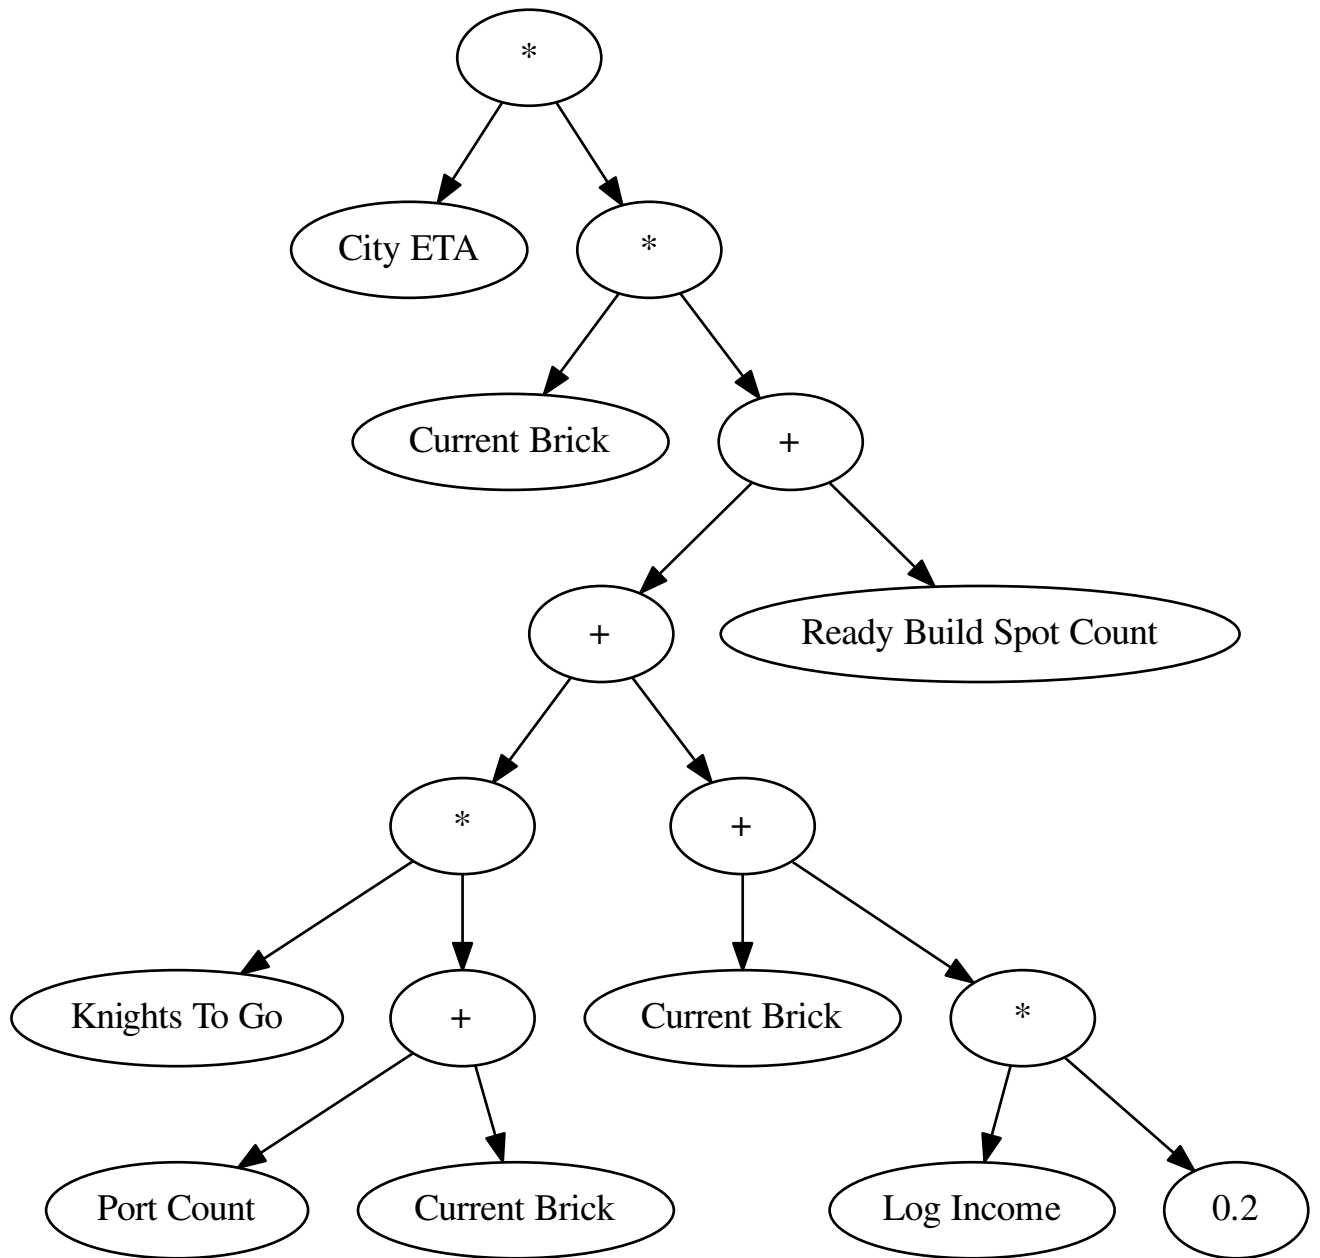 *
City ETA
*
Current Brick
+
+
Ready Build Spot Count
*
+
Knights To Go
+
Current Brick
*
Port Count
Current Brick
Log Income
0.2